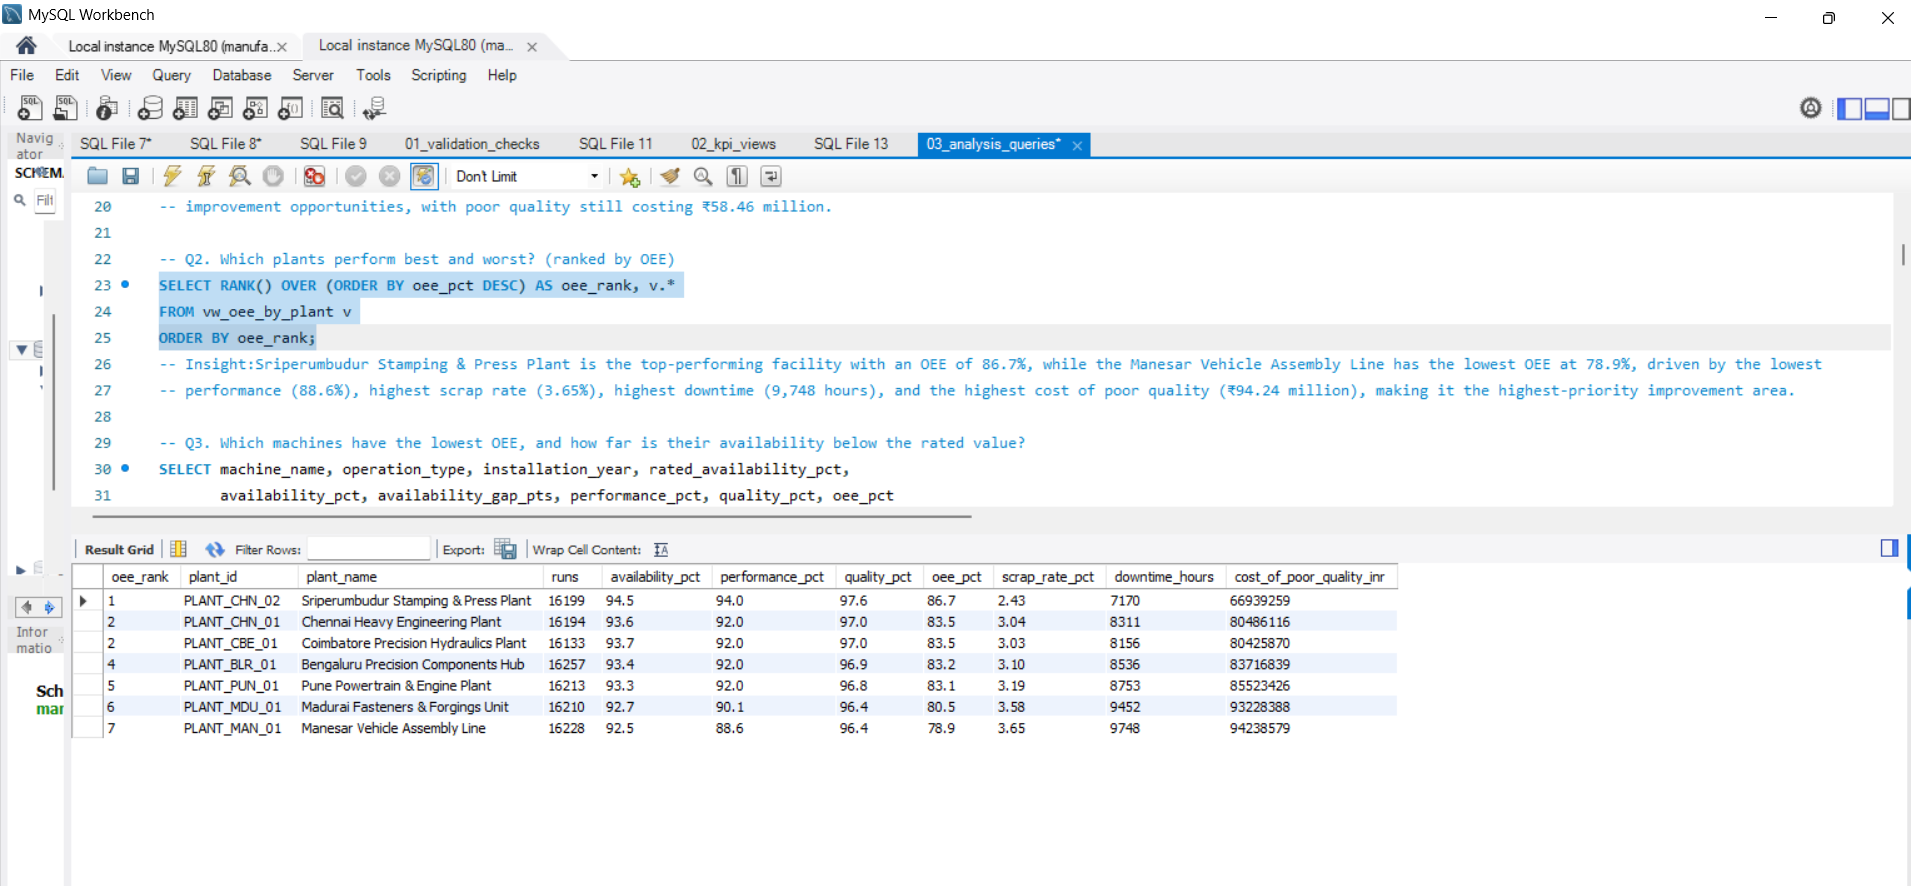 MySQL Workbench
Local instance MySQL80 (manufa.. Local instance MySQL80 (ma...
File Edit View Query Database Server Tools Scripting Help
Navig
ator
SQL File 7* SQL File 8* SQL File 9 01_validation_checks SQL File 11 02_kpi_views SQL File 13 03_analysis_queries*
SCHEM.
Don't Limit
Filt
20 -- improvement opportunities, with poor quality still costing ₹58.46 million.
21
22 -- Q2. Which plants perform best and worst? (ranked by OEE)
23 SELECT RANK() OVER (ORDER BY oee_pct DESC) AS oee_rank, v.*
24 FROM vw_oee_by_plant v
25 ORDER BY oee_rank;
26 -- Insight:Sriperumbudur Stamping & Press Plant is the top-performing facility with an OEE of 86.7%, while the Manesar Vehicle Assembly Line has the lowest OEE at 78.9%, driven by the lowest
27 -- performance (88.6%), highest scrap rate (3.65%), highest downtime (9,748 hours), and the highest cost of poor quality (₹94.24 million), making it the highest-priority improvement area.
28
29 -- Q3. Which machines have the lowest OEE, and how far is their availability below the rated value?
30 SELECT machine_name, operation_type, installation_year, rated_availability_pct,
31 availability_pct, availability_gap_pts, performance_pct, quality_pct, oee_pct
Result Grid Filter Rows: Export: Wrap Cell Content:
oee_rank plant_id plant_name runs availability_pct performance_pct quality_pct oee_pct scrap_rate_pct downtime_hours cost_of_poor_quality_inr
1 PLANT_CHN_02 Sriperumbudur Stamping & Press Plant 16199 94.5 94.0 97.6 86.7 2.43 7170 66939259
2 PLANT_CHN_01 Chennai Heavy Engineering Plant 16194 93.6 92.0 97.0 83.5 3.04 8311 80486116
2 PLANT_CBE_01 Coimbatore Precision Hydraulics Plant 16133 93.7 92.0 97.0 83.5 3.03 8156 80425870
4 PLANT_BLR_01 Bengaluru Precision Components Hub 16257 93.4 92.0 96.9 83.2 3.10 8536 83716839
5 PLANT_PUN_01 Pune Powertrain & Engine Plant 16213 93.3 92.0 96.8 83.1 3.19 8753 85523426
6 PLANT_MDU_01 Madurai Fasteners & Forgings Unit 16210 92.7 90.1 96.4 80.5 3.58 9452 93228388
7 PLANT_MAN_01 Manesar Vehicle Assembly Line 16228 92.5 88.6 96.4 78.9 3.65 9748 94238579
Infor
matio
Sch
mar